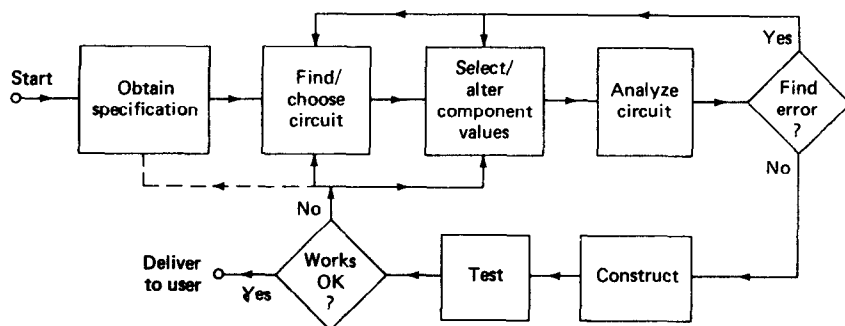 Start
Obtain
specification
Find/
choose
circuit
Select/
alter
component
values
Analyze
circuit
Find
error
?
Yes
No
Construct
Test
Works
OK
?
No
Yes
Deliver
to user